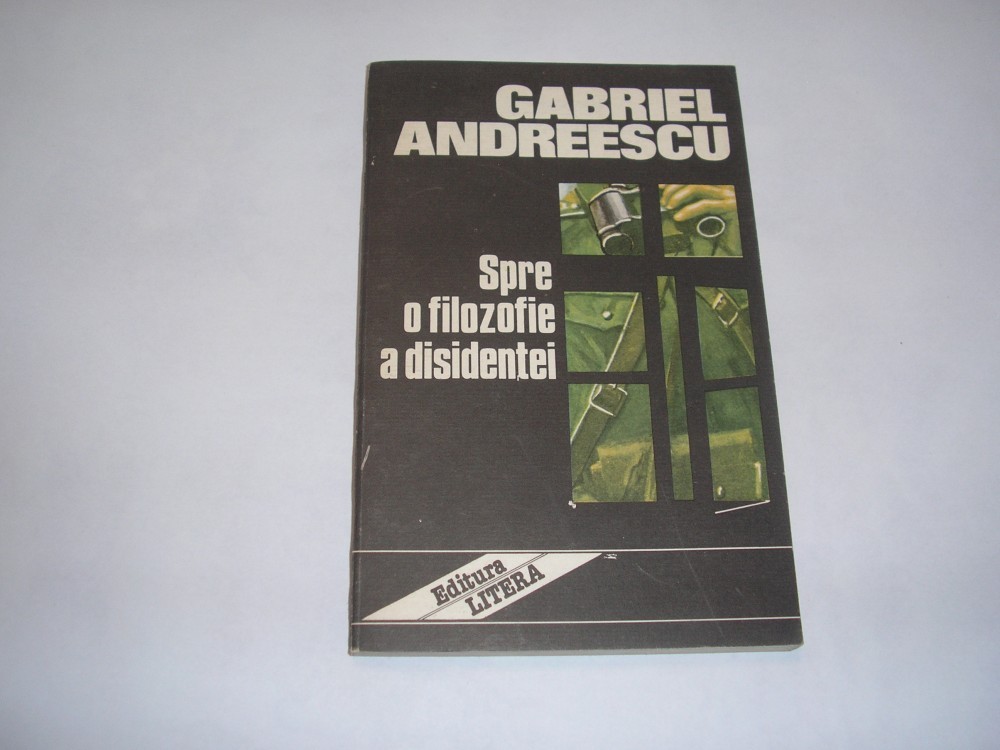 GABRIEL
ANDREESCU
Spre
o filozofie
a disidenței
Editura
LITERA